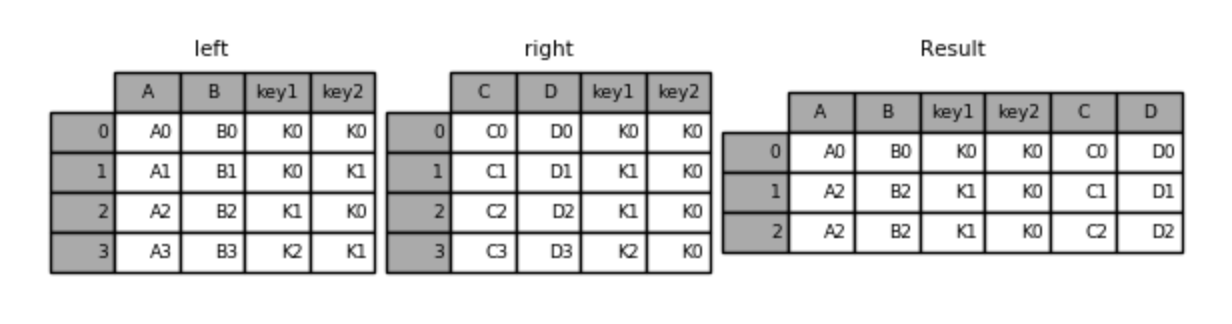 left
A B key1 key2
0 A0 B0 K0 K0
1 A1 B1 K0 K1
2 A2 B2 K1 K0
3 A3 B3 K2 K1
right
C D key1 key2
0 C0 D0 K0 K0
1 C1 D1 K1 K0
2 C2 D2 K1 K0
3 C3 D3 K2 K0
Result
A B key1 key2 C D
0 A0 B0 K0 K0 C0 D0
1 A2 B2 K1 K0 C1 D1
2 A2 B2 K1 K0 C2 D2